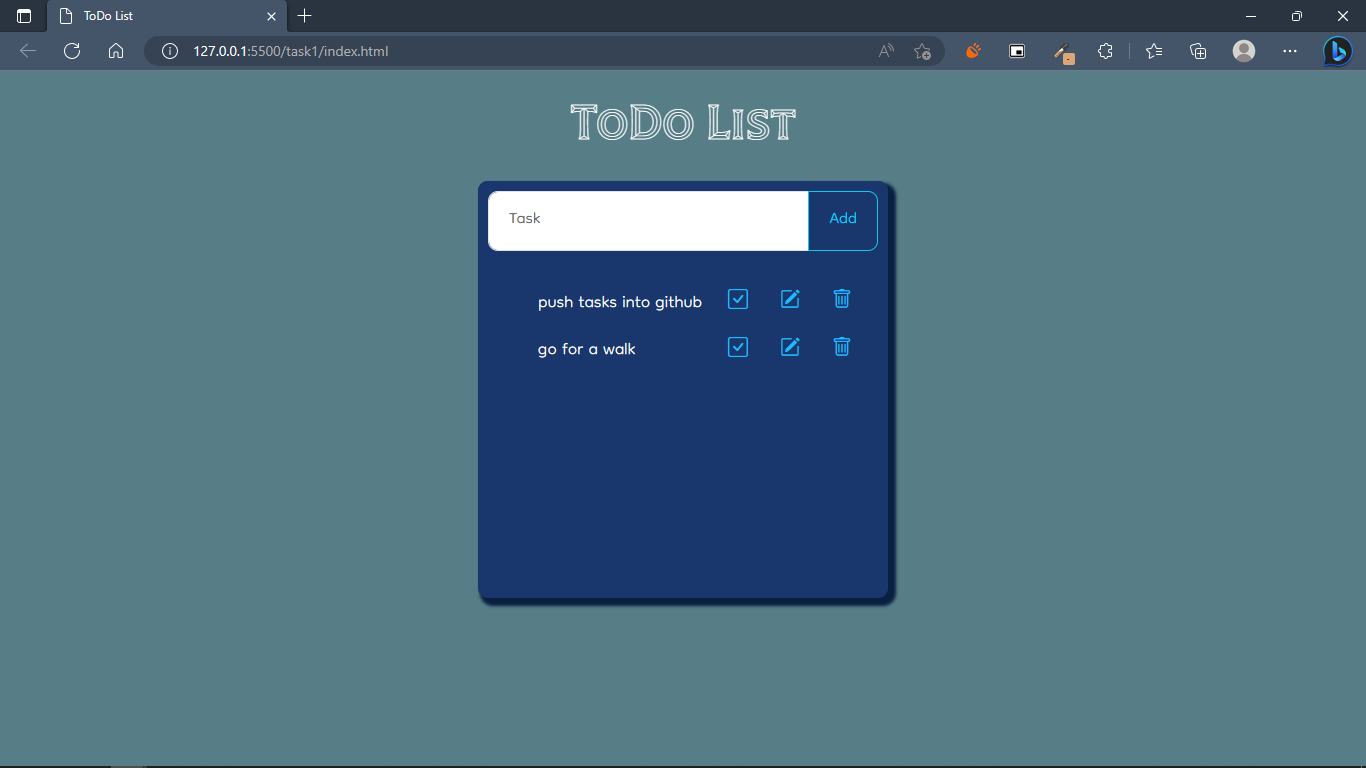 ToDo List
127.0.0.1:5500/task1/index.html
ToDo List
Task
Add
push tasks into github
go for a walk